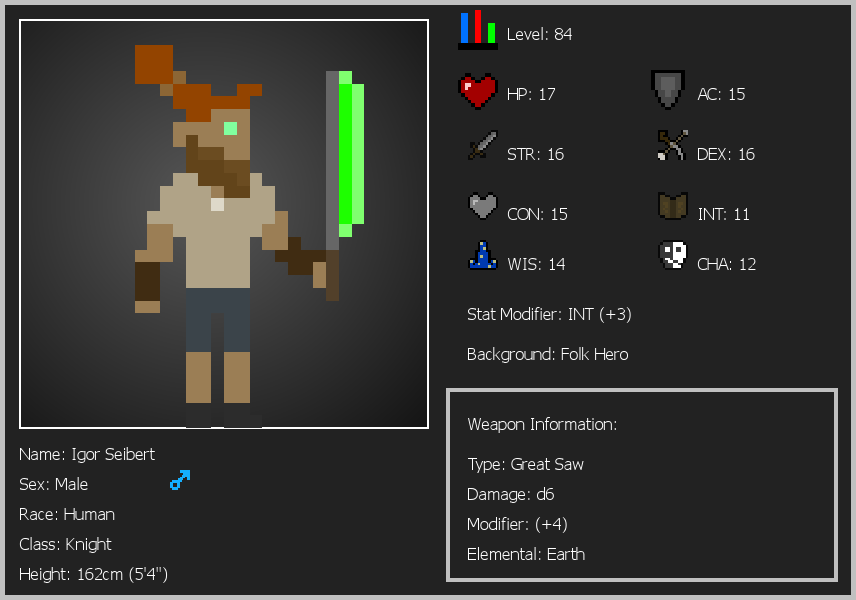 Level: 84
HP: 17
AC: 15
STR: 16
DEX: 16
CON: 15
INT: 11
WIS: 14
CHA: 12
Stat Modifier: INT (+3)
Background: Folk Hero
Weapon Information:
Type: Great Saw
Damage: d6
Modifier: (+4)
Elemental: Earth
Name: Igor Seibert
Sex: Male
Race: Human
Class: Knight
Height: 162cm (5'4")